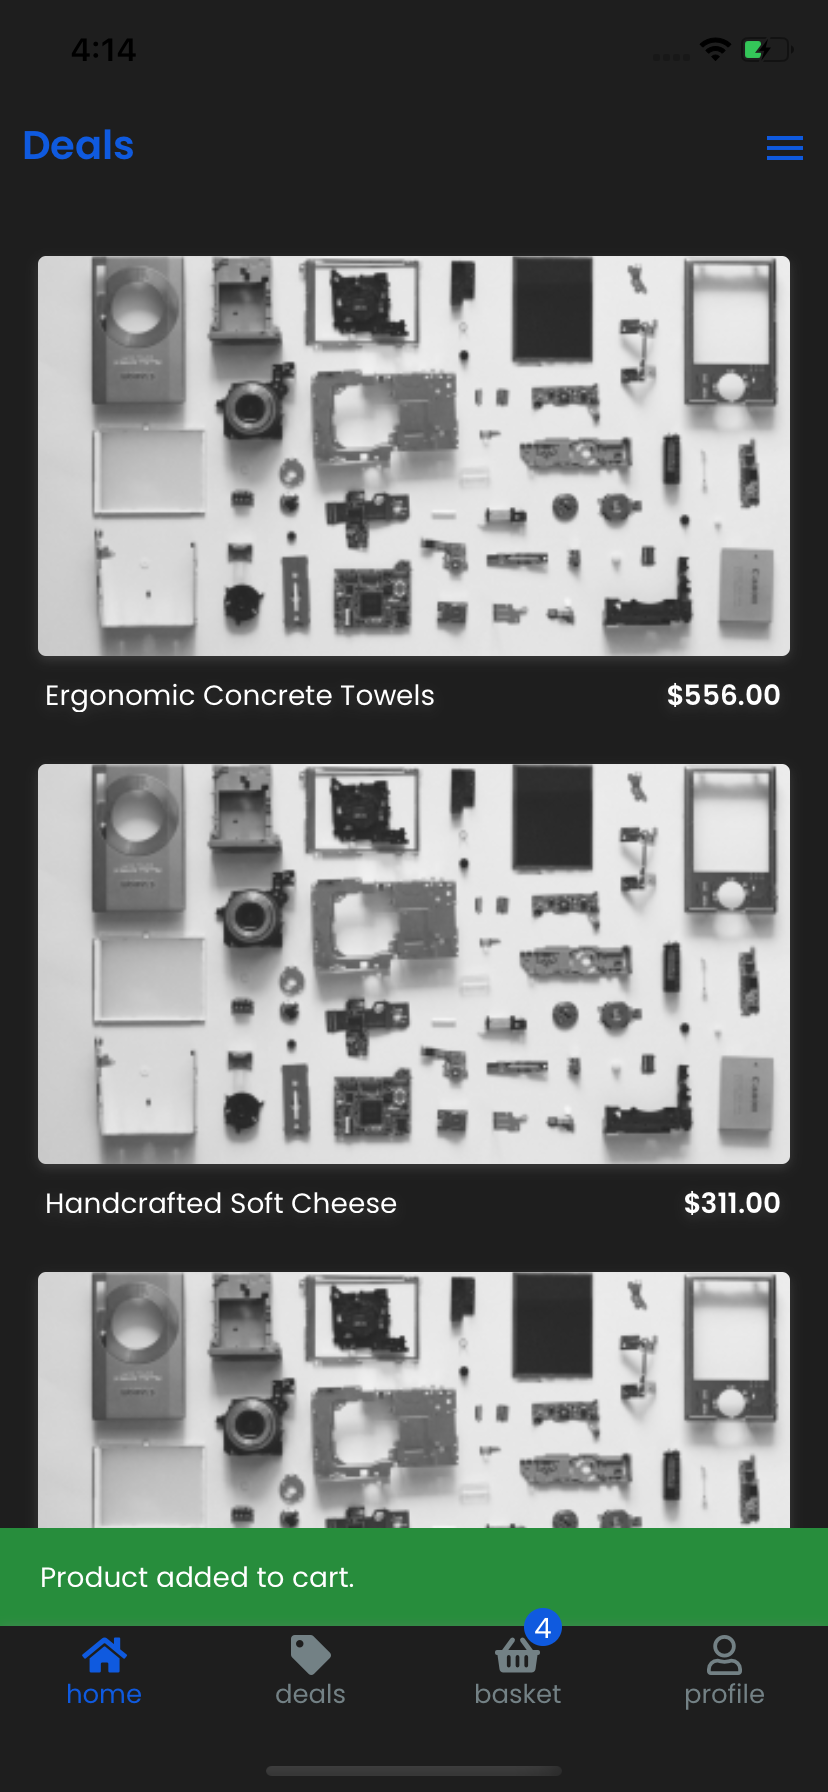 4:14
Deals
Ergonomic Concrete Towels $556.00
Handcrafted Soft Cheese $311.00
Product added to cart.
4
home deals basket profile